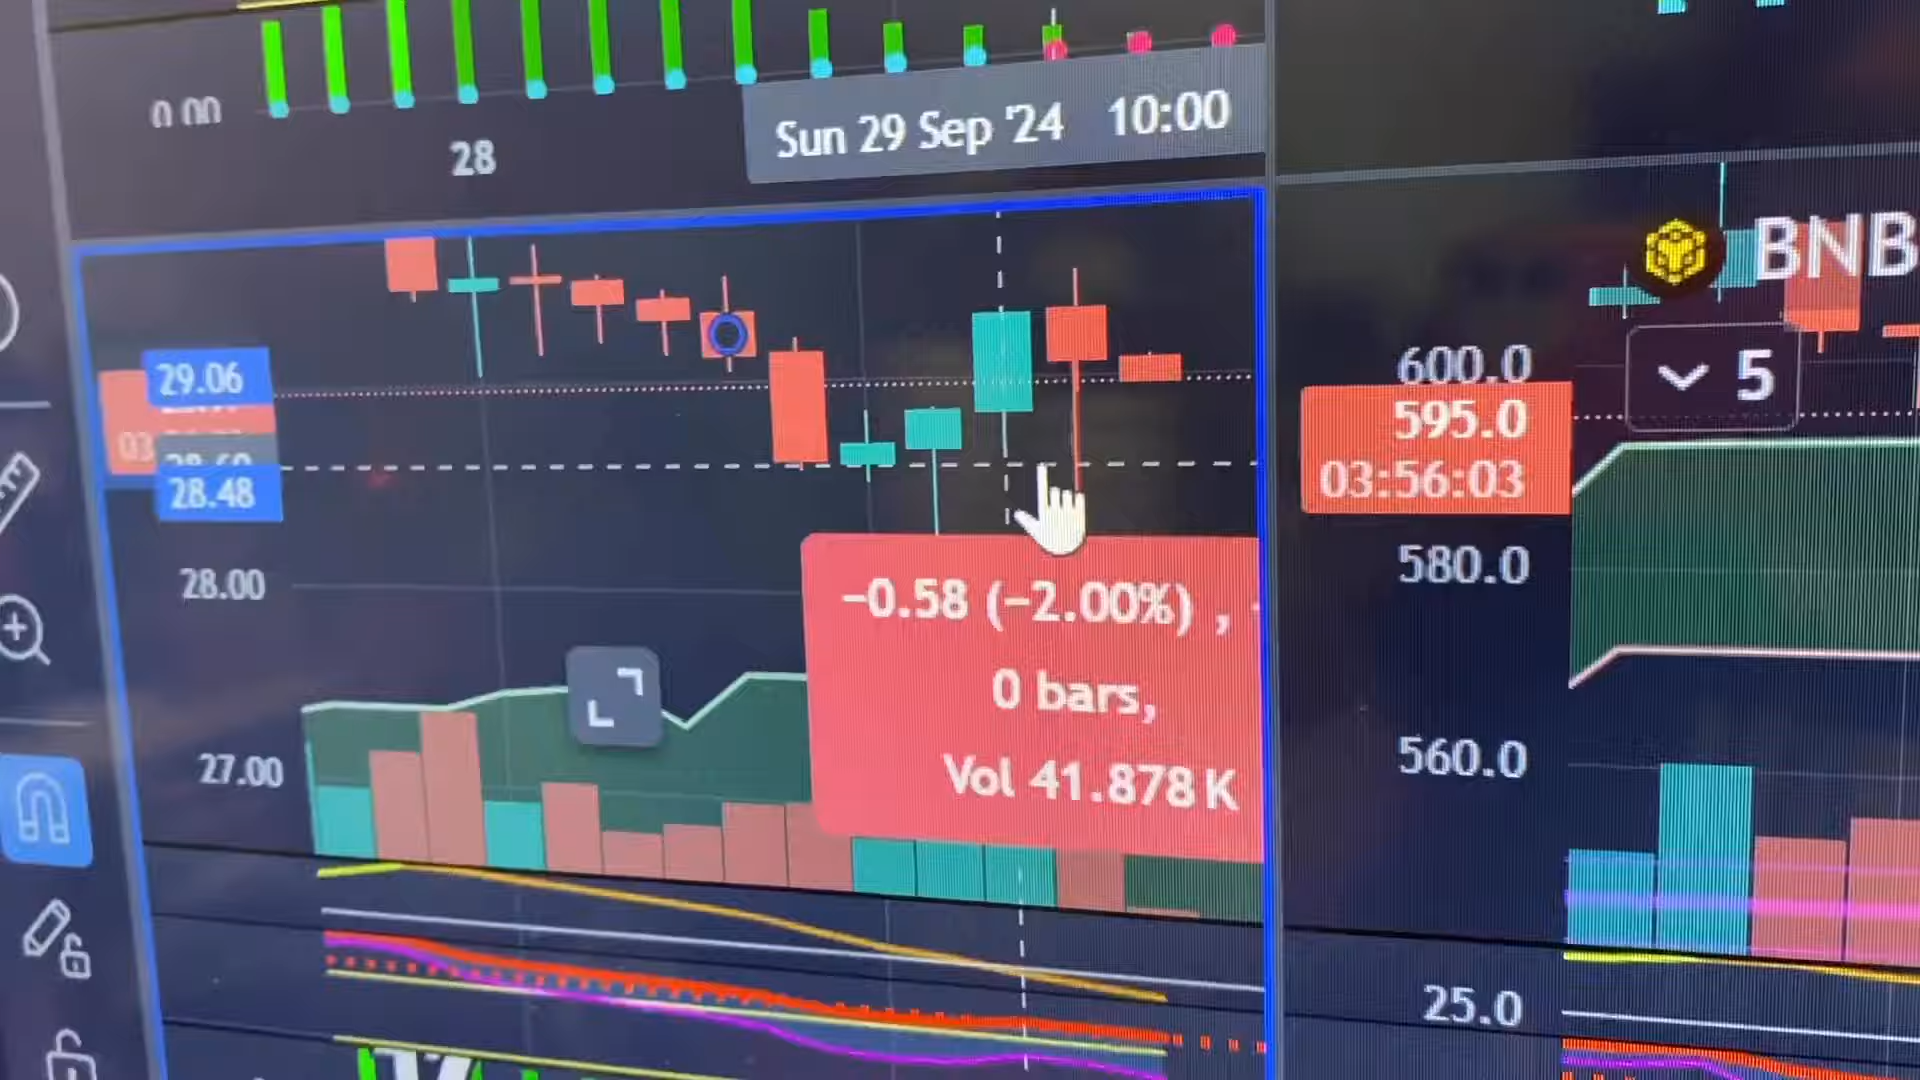 0.00
28
Sun 29 Sep '24 10:00
BNB
29.06
03
28.48
28.00
27.00
-0.58 (-2.00%) ,
0 bars,
Vol 41.878 K
600.0
5
595.0
03:56:03
580.0
560.0
25.0